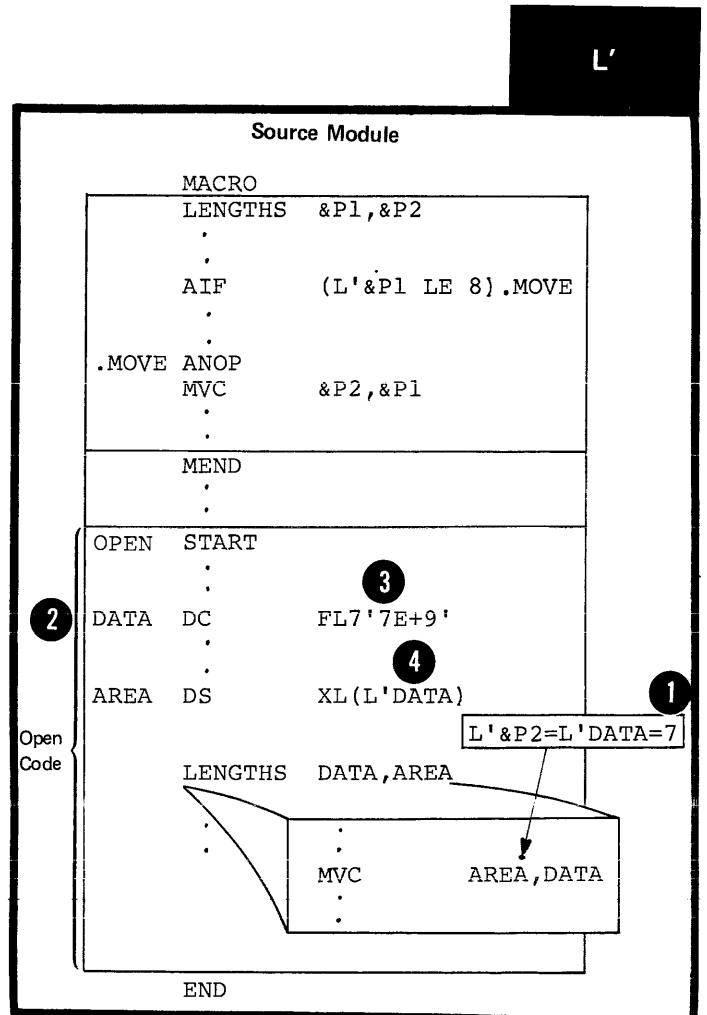 L'
Source Module
MACRO
LENGTHS &P1,&P2
.
.
AIF (L'&P1 LE 8).MOVE
.
.
.MOVE ANOP
MVC &P2,&P1
.
.
MEND
.
.
OPEN START
.
.
3
2 DATA DC FL7'7E+9'
.
.
4
AREA DS XL(L'DATA)
1
L'&P2=L'DATA=7
Open
Code
LENGTHS DATA,AREA
.
.
.
.
MVC AREA,DATA
.
.
END